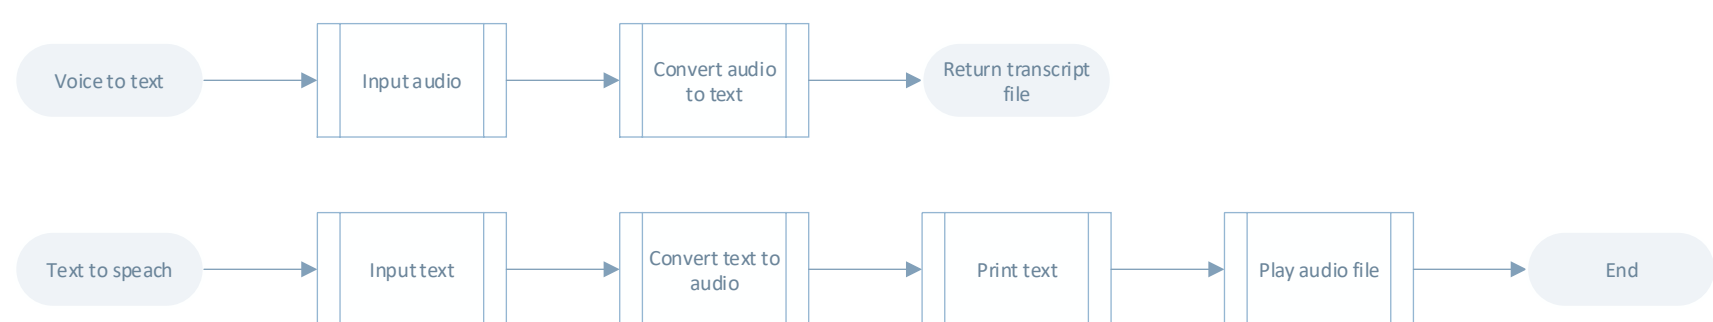 Voice to text
Input audio
Convert audio
to text
Return transcript
file
Text to speach
Input text
Convert text to
audio
Print text
Play audio file
End